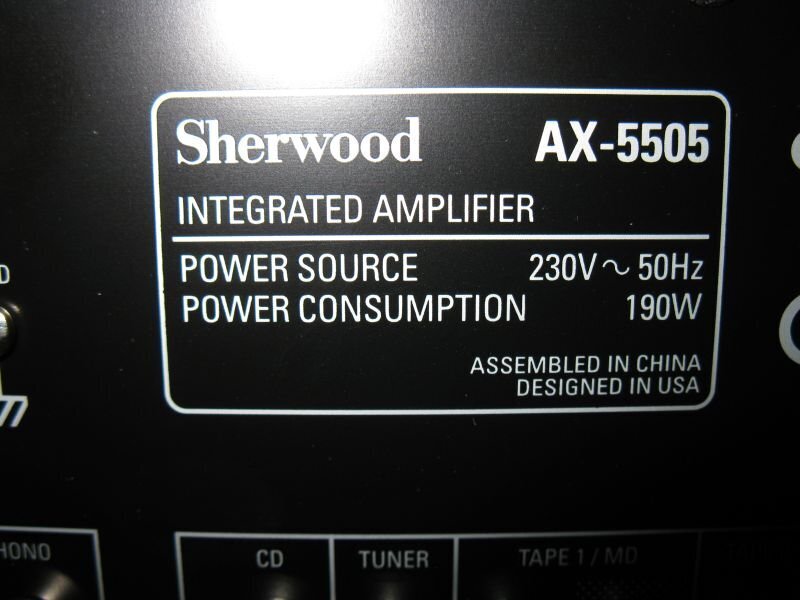 Sherwood AX-5505
INTEGRATED AMPLIFIER
POWER SOURCE 230V ~ 50Hz
POWER CONSUMPTION 190W
ASSEMBLED IN CHINA
DESIGNED IN USA
CD TUNER TAPE 1 / MD